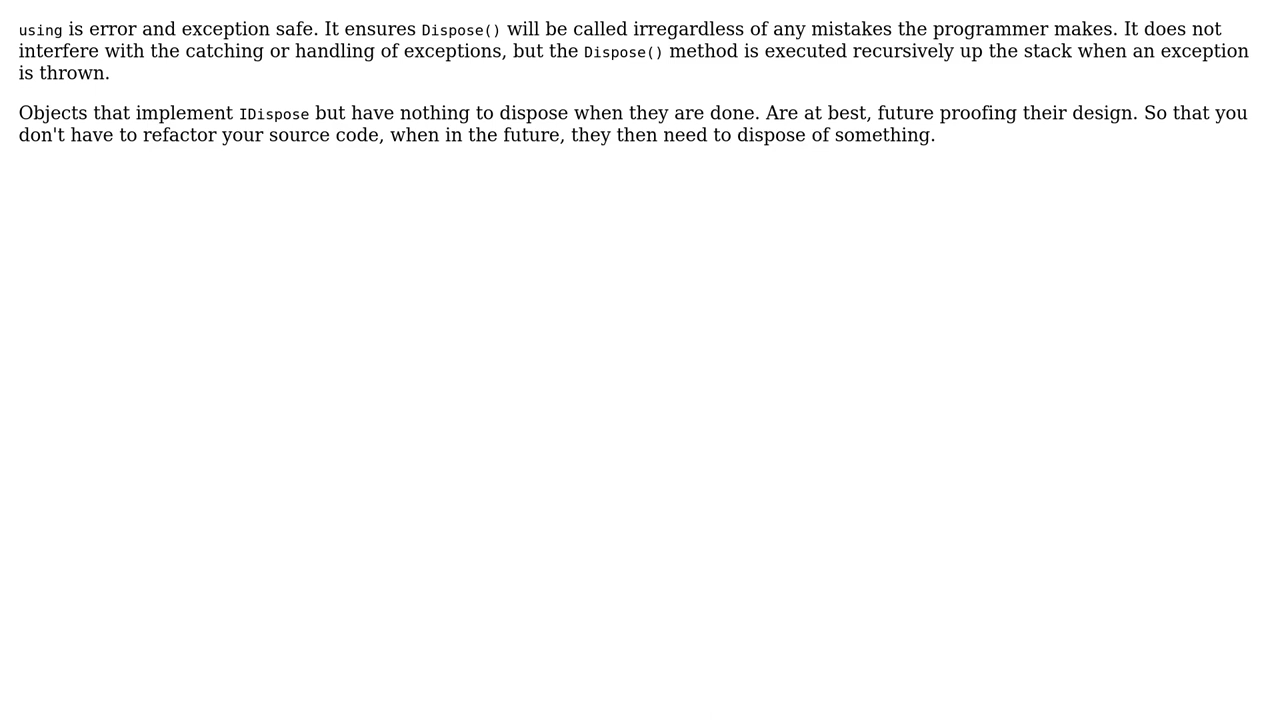 using is error and exception safe. It ensures Dispose() will be called irregardless of any mistakes the programmer makes. It does not
interfere with the catching or handling of exceptions, but the Dispose() method is executed recursively up the stack when an exception
is thrown.
Objects that implement IDispose but have nothing to dispose when they are done. Are at best, future proofing their design. So that you
don't have to refactor your source code, when in the future, they then need to dispose of something.